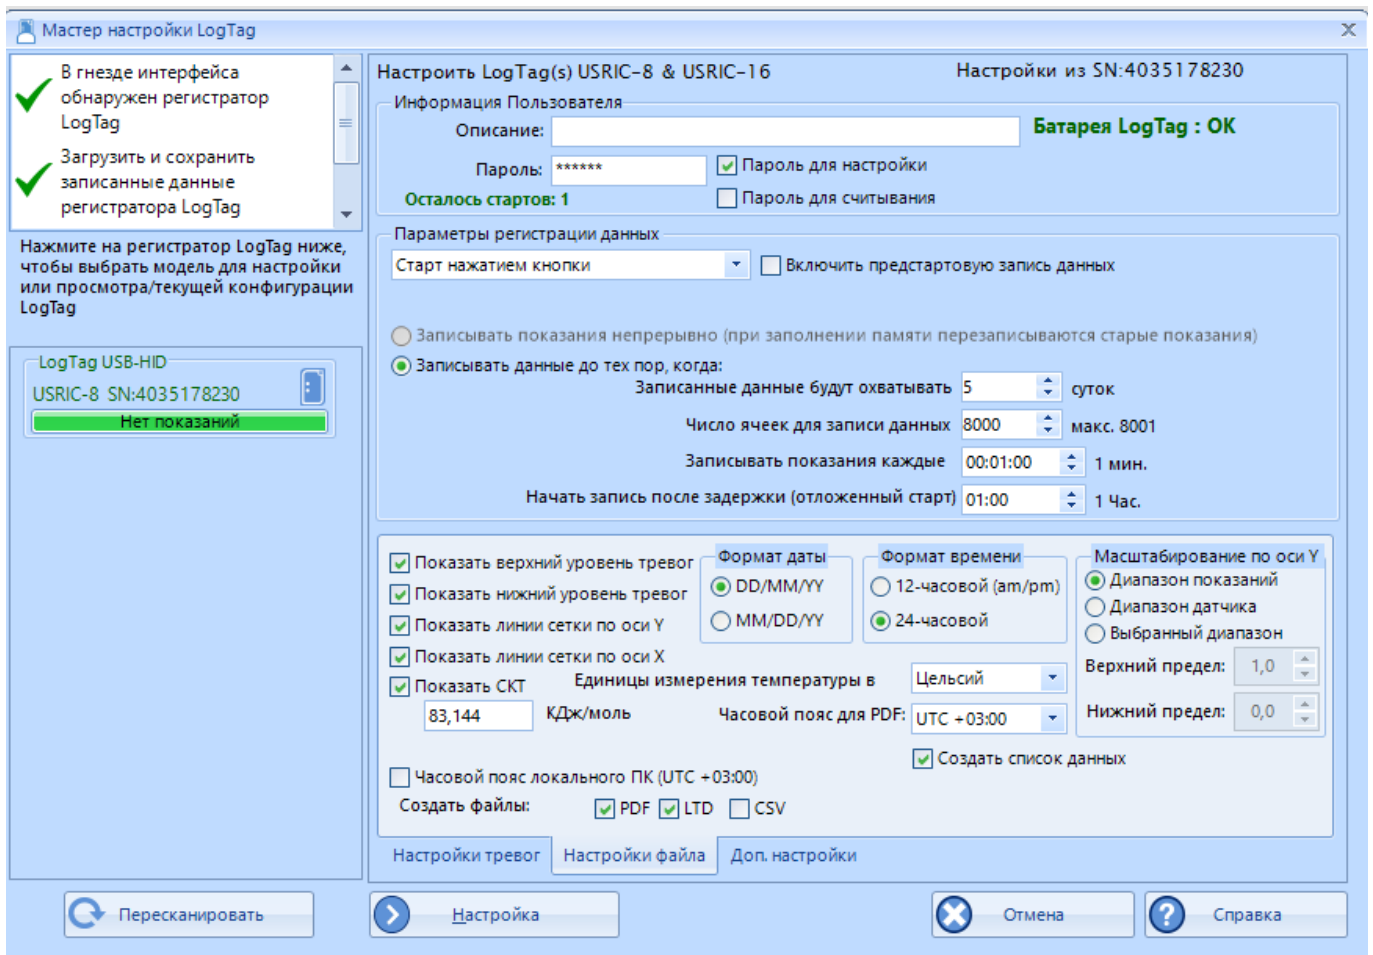 Мастер настройки LogTag
В гнезде интерфейса
обнаружен регистратор
LogTag
Загрузить и сохранить
записанные данные
регистратора LogTag
Нажмите на регистратор LogTag ниже,
чтобы выбрать модель для настройки
или просмотра/текущей конфигурации
LogTag
LogTag USB-HID
USRIC-8 SN:4035178230
Нет показаний
Настроить LogTag(s) USRIC-8 & USRIC-16 Настройки из SN:4035178230
Информация Пользователя
Описание: Батарея LogTag : OK
Пароль: ****** Пароль для настройки
Осталось стартов: 1 Пароль для считывания
Параметры регистрации данных
Старт нажатием кнопки Включить предстартовую запись данных
Записывать показания непрерывно (при заполнении памяти перезаписываются старые показания)
Записывать данные до тех пор, когда:
Записанные данные будут охватывать 5 суток
Число ячеек для записи данных 8000 макс. 8001
Записывать показания каждые 00:01:00 1 мин.
Начать запись после задержки (отложенный старт) 01:00 1 Час.
Показать верхний уровень тревог
Показать нижний уровень тревог
Показать линии сетки по оси Y
Показать линии сетки по оси X
Показать СКТ
83,144 КДж/моль
Формат даты
DD/MM/YY
MM/DD/YY
Формат времени
12-часовой (am/pm)
24-часовой
Масштабирование по оси Y
Диапазон показаний
Диапазон датчика
Выбранный диапазон
Верхний предел: 1,0
Нижний предел: 0,0
Единицы измерения температуры в Цельсий
Часовой пояс для PDF: UTC +03:00
Создать список данных
Часовой пояс локального ПК (UTC +03:00)
Создать файлы: PDF LTD CSV
Настройки тревог Настройки файла Доп. настройки
Пересканировать Настройка Отмена Справка